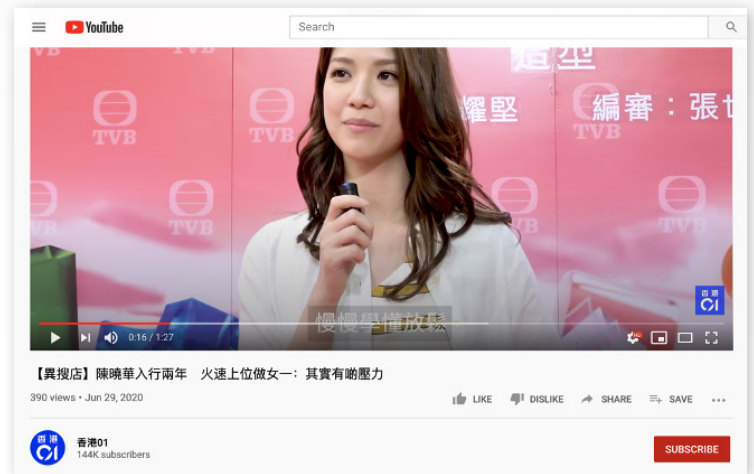 YouTube
Search
TVB
造型
耀堅
編審：張
TVB
TVB
TVB
TVB
TVB
TVB
香港
01
慢慢學懂放鬆
0:16 / 1:27
HD
【異搜店】陳曉華入行兩年 火速上位做女一：其實有啲壓力
390 views • Jun 29, 2020
LIKE
DISLIKE
SHARE
SAVE
香港
01
香港01
144K subscribers
SUBSCRIBE